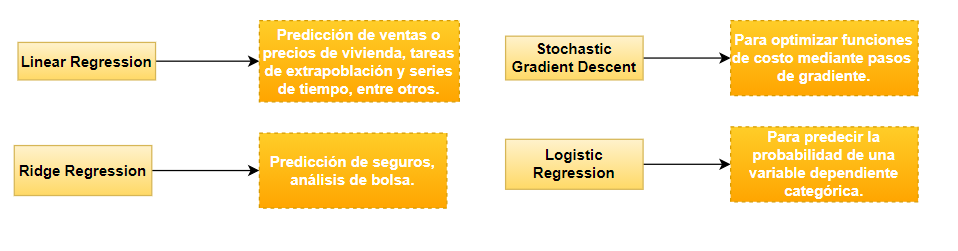 Linear Regression
Predicción de ventas o
precios de vivienda, tareas
de extrapoblación y series
de tiempo, entre otros.
Ridge Regression
Predicción de seguros,
análisis de bolsa.
Stochastic
Gradient Descent
Para optimizar funciones
de costo mediante pasos
de gradiente.
Logistic
Regression
Para predecir la
probabilidad de una
variable dependiente
categórica.